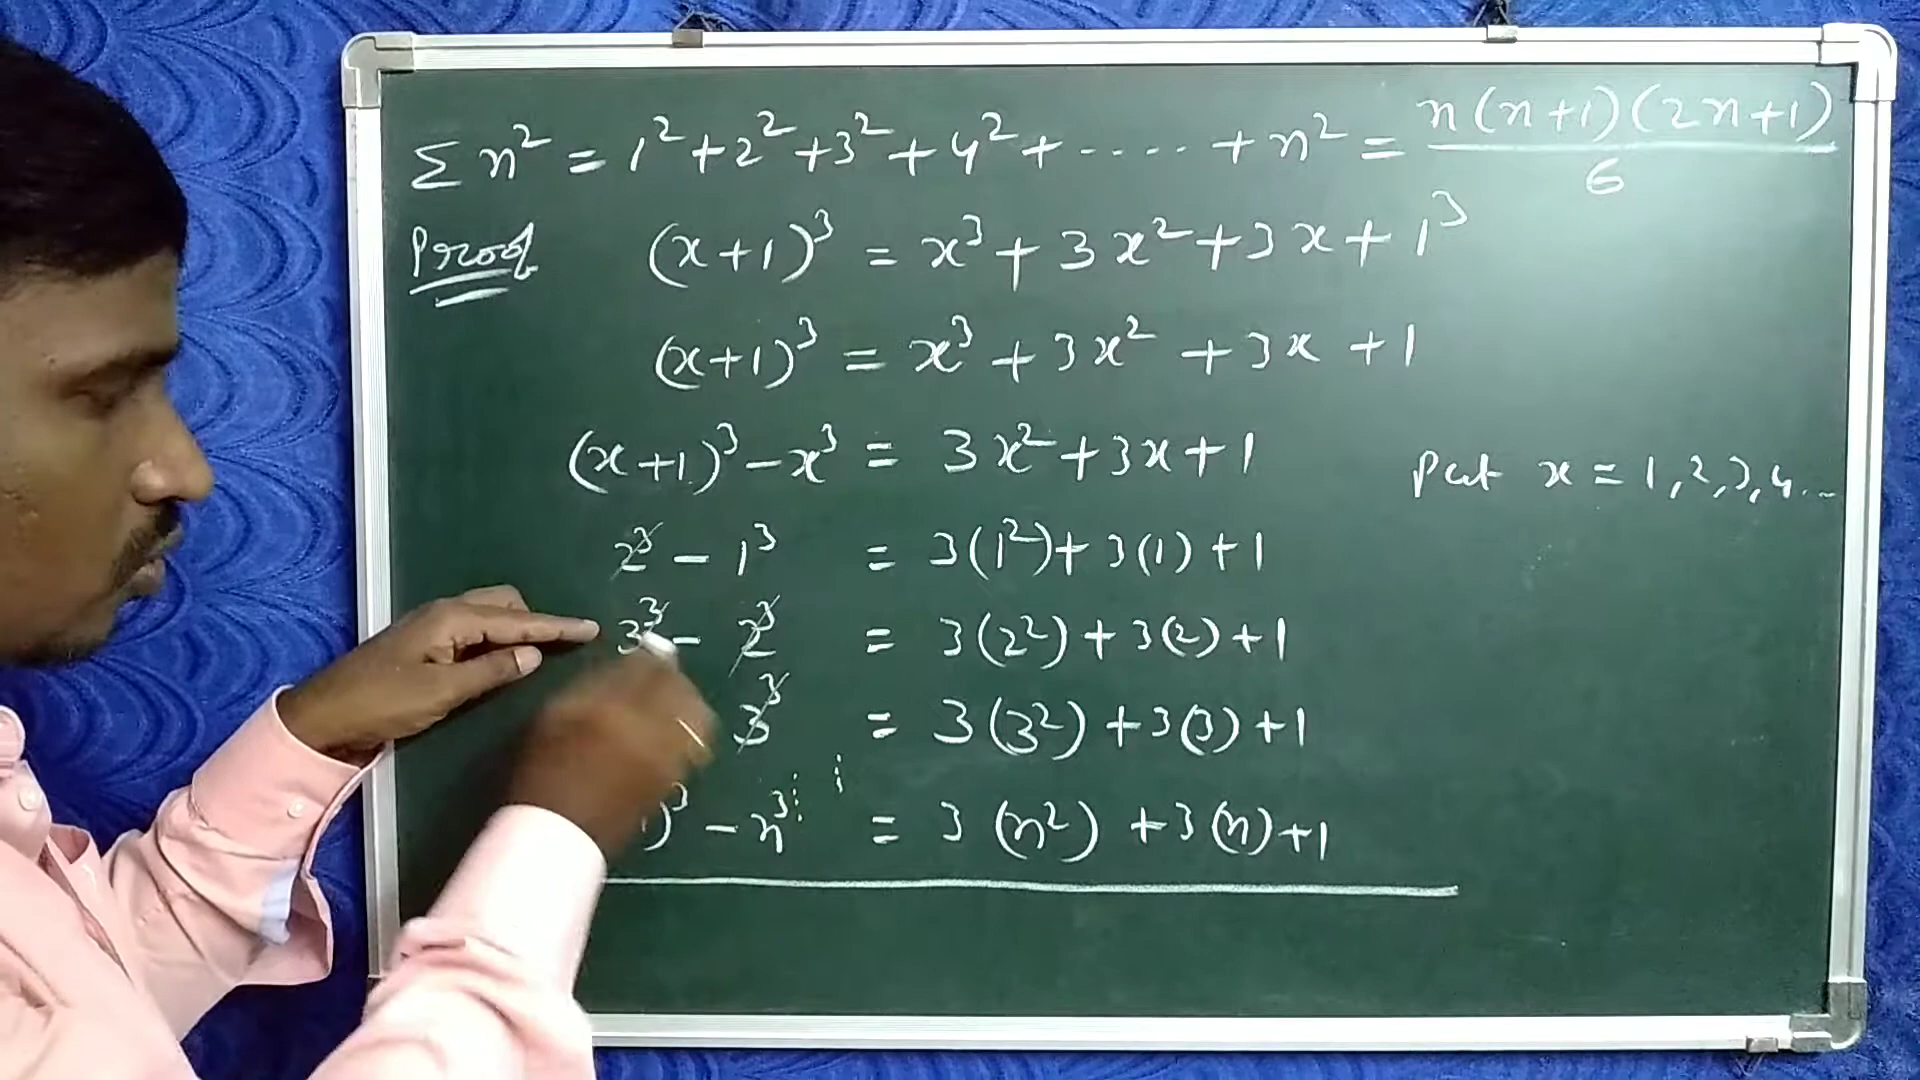 Σ n² = 1² + 2² + 3² + 4² + ..... + n² = n(n+1)(2n+1) / 6
Proof (x+1)³ = x³ + 3x² + 3x + 1³
(x+1)³ = x³ + 3x² + 3x + 1
(x+1)³ - x³ = 3x² + 3x + 1 Put x = 1, 2, 3, 4...
2³ - 1³ = 3(1²) + 3(1) + 1
3³ - 2³ = 3(2²) + 3(2) + 1
3³ = 3(3²) + 3(3) + 1
)³ - n³ = 3(n²) + 3(n) + 1